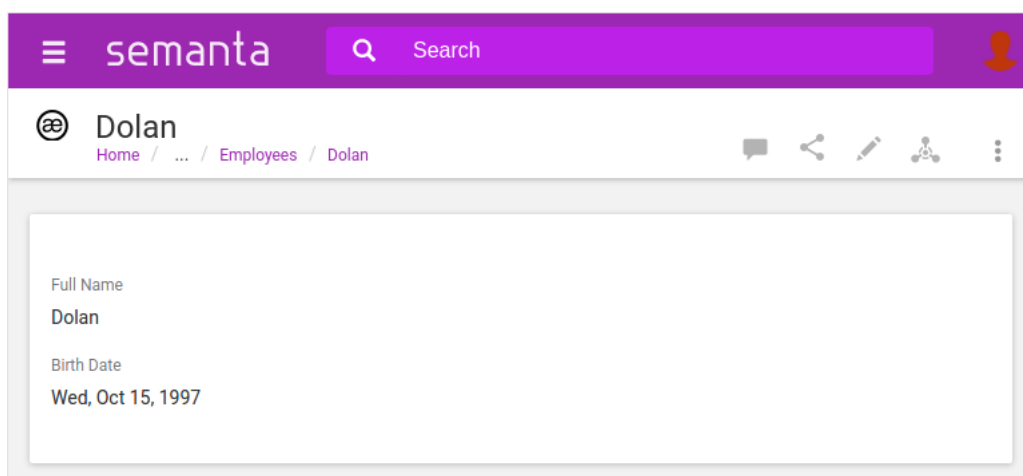 semanta
Search
æ
Dolan
Home / ... / Employees / Dolan
Full Name
Dolan
Birth Date
Wed, Oct 15, 1997